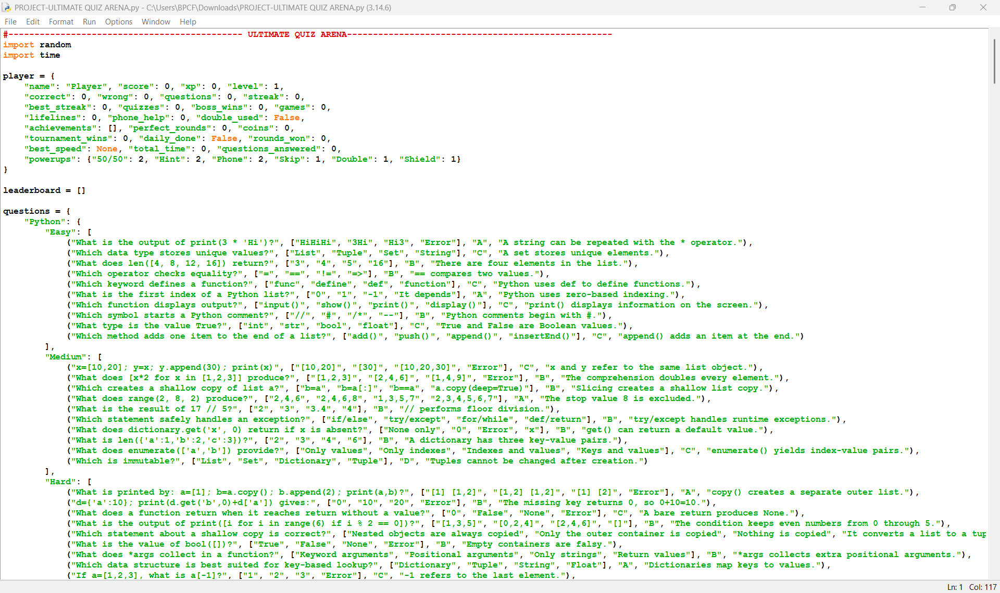 PROJECT-ULTIMATE QUIZ ARENA.py - C:\Users\BPCF\Downloads\PROJECT-ULTIMATE QUIZ ARENA.py (3.14.6)
File Edit Format Run Options Window Help
#--------------------------------------------- ULTIMATE QUIZ ARENA---------------------------------------------------
import random
import time
player = {
    "name": "Player", "score": 0, "xp": 0, "level": 1,
    "correct": 0, "wrong": 0, "questions": 0, "streak": 0,
    "best_streak": 0, "quizzes": 0, "boss_wins": 0, "games": 0,
    "lifelines": 0, "phone_help": 0, "double_used": False,
    "achievements": [], "perfect_rounds": 0, "coins": 0,
    "tournament_wins": 0, "daily_done": False, "rounds_won": 0,
    "best_speed": None, "total_time": 0, "questions_answered": 0,
    "powerups": {"50/50": 2, "Hint": 2, "Phone": 2, "Skip": 1, "Double": 1, "Shield": 1}
}
leaderboard = []
questions = {
    "Python": {
        "Easy": [
            ("What is the output of print(3 * 'Hi')?", ["HiHiHi", "3Hi", "Hi3", "Error"], "A", "A string can be repeated with the * operator."),
            ("Which data type stores unique values?", ["List", "Tuple", "Set", "String"], "C", "A set stores unique elements."),
            ("What does len([4, 8, 12, 16]) return?", ["3", "4", "5", "16"], "B", "There are four elements in the list."),
            ("Which operator checks equality?", ["=", "==", "!=", "=>"], "B", "== compares two values."),
            ("Which keyword defines a function?", ["func", "define", "def", "function"], "C", "Python uses def to define functions."),
            ("What is the first index of a Python list?", ["0", "1", "-1", "It depends"], "A", "Python uses zero-based indexing."),
            ("Which function displays output?", ["input()", "show()", "print()", "display()"], "C", "print() displays information on the screen."),
            ("Which symbol starts a Python comment?", ["//", "#", "/*", "--"], "B", "Python comments begin with #."),
            ("What type is the value True?", ["int", "str", "bool", "float"], "C", "True and False are Boolean values."),
            ("Which method adds one item to the end of a list?", ["add()", "push()", "append()", "insertEnd()"], "C", "append() adds an item at the end.")
        ],
        "Medium": [
            ("x=[10,20]; y=x; y.append(30); print(x)", ["[10,20]", "[30]", "[10,20,30]", "Error"], "C", "x and y refer to the same list object."),
            ("What does [x*2 for x in [1,2,3]] produce?", ["[1,2,3]", "[2,4,6]", "[1,4,9]", "Error"], "B", "The comprehension doubles every element."),
            ("Which creates a shallow copy of list a?", ["b=a", "b=a[:]", "b==a", "a.copy(deep=True)"], "B", "Slicing creates a shallow list copy."),
            ("What does range(2, 8, 2) produce?", ["2,4,6", "2,4,6,8", "1,3,5,7", "2,3,4,5,6,7"], "A", "The stop value 8 is excluded."),
            ("What is the result of 17 // 5?", ["2", "3", "3.4", "4"], "B", "// performs floor division."),
            ("Which statement safely handles an exception?", ["if/else", "try/except", "for/while", "def/return"], "B", "try/except handles runtime exceptions."),
            ("What does dictionary.get('x', 0) return if x is absent?", ["None only", "0", "Error", "x"], "B", "get() can return a default value."),
            ("What is len({'a':1,'b':2,'c':3})?", ["2", "3", "4", "6"], "B", "A dictionary has three key-value pairs."),
            ("What does enumerate(['a','b']) provide?", ["Only values", "Only indexes", "Indexes and values", "Keys and values"], "C", "enumerate() yields index-value pairs."),
            ("Which is immutable?", ["List", "Set", "Dictionary", "Tuple"], "D", "Tuples cannot be changed after creation.")
        ],
        "Hard": [
            ("What is printed by: a=[1]; b=a.copy(); b.append(2); print(a,b)?", ["[1] [1,2]", "[1,2] [1,2]", "[1] [2]", "Error"], "A", "copy() creates a separate outer list."),
            ("d={'a':10}; print(d.get('b',0)+d['a']) gives:", ["0", "10", "20", "Error"], "B", "The missing key returns 0, so 0+10=10."),
            ("What does a function return when it reaches return without a value?", ["0", "False", "None", "Error"], "C", "A bare return produces None."),
            ("What is the output of print([i for i in range(6) if i % 2 == 0])?", ["[1,3,5]", "[0,2,4]", "[2,4,6]", "[]"], "B", "The condition keeps even numbers from 0 through 5."),
            ("Which statement about a shallow copy is correct?", ["Nested objects are always copied", "Only the outer container is copied", "Nothing is copied", "It converts a list to a tup
            ("What is the value of bool([])?", ["True", "False", "None", "Error"], "B", "Empty containers are falsy."),
            ("What does *args collect in a function?", ["Keyword arguments", "Positional arguments", "Only strings", "Return values"], "B", "*args collects extra positional arguments."),
            ("Which data structure is best suited for key-based lookup?", ["Dictionary", "Tuple", "String", "Float"], "A", "Dictionaries map keys to values."),
            ("If a=[1,2,3], what is a[-1]?", ["1", "2", "3", "Error"], "C", "-1 refers to the last element."),
Ln: 1 Col: 117